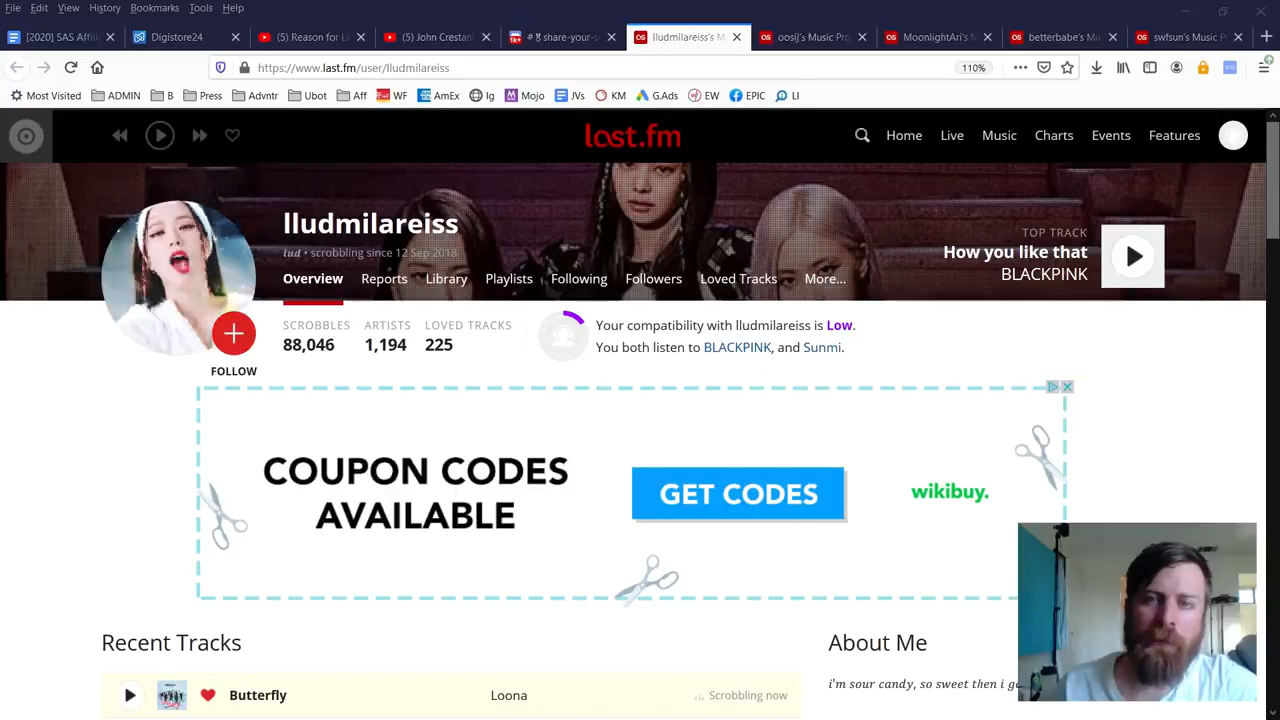 File Edit View History Bookmarks Tools Help
[2020] SAS Affili
Digistore24
(5) Reason for Li
(5) John Crestani
# share-your-s
lludmilareiss's M
oosij's Music Pro
MoonlightAri's M
betterbabe's Mu
swfsun's Music P
https://www.last.fm/user/lludmilareiss
110%
Most Visited ADMIN B Press Advntr Ubot Aff WF AmEx Ig Mojo JVs KM G.Ads EW EPIC LI
last.fm
Home Live Music Charts Events Features
lludmilareiss
lud • scrobbling since 12 Sep 2018
Overview Reports Library Playlists Following Followers Loved Tracks More...
TOP TRACK
How you like that
BLACKPINK
SCROBBLES ARTISTS LOVED TRACKS
88,046 1,194 225
Your compatibility with lludmilareiss is Low.
You both listen to BLACKPINK, and Sunmi.
FOLLOW
COUPON CODES
AVAILABLE
GET CODES
wikibuy.
Recent Tracks
Butterfly Loona Scrobbling now
About Me
i'm sour candy, so sweet then i g